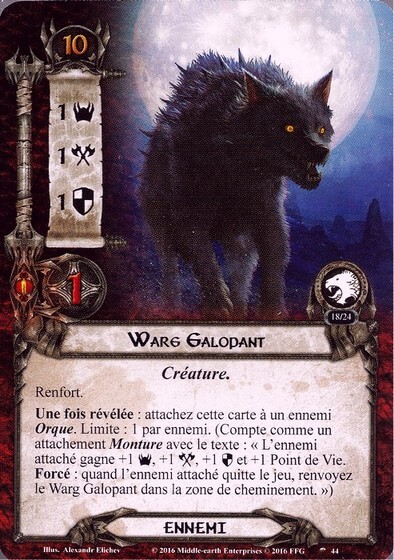 10
1
1
1
1
18/24
Warg Galopant
Créature.
Renfort.
Une fois révélée : attachez cette carte à un ennemi
Orque. Limite : 1 par ennemi. (Compte comme un
attachement Monture avec le texte : « L'ennemi
attaché gagne +1 , +1 , +1 et +1 Point de Vie.
Forcé : quand l'ennemi attaché quitte le jeu, renvoyez
le Warg Galopant dans la zone de cheminement. »)
ENNEMI
Illus. Alexandr Elichev © 2016 Middle-earth Enterprises © 2016 FFG 44